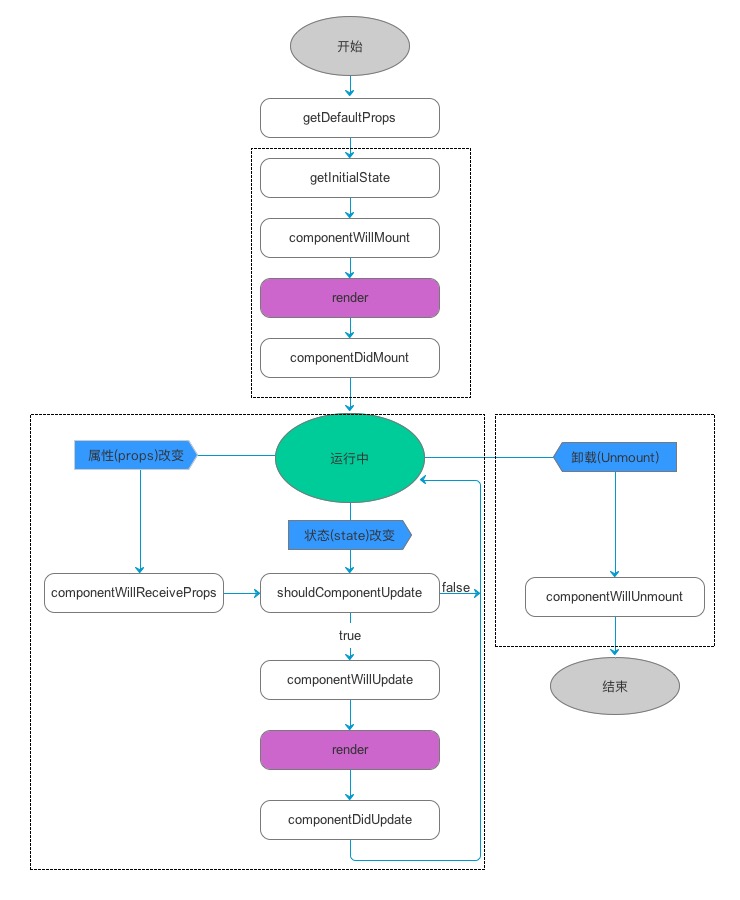 开始
getDefaultProps
getInitialState
componentWillMount
render
componentDidMount
属性(props)改变
运行中
卸载(Unmount)
状态(state)改变
componentWillReceiveProps
shouldComponentUpdate
false
componentWillUnmount
true
componentWillUpdate
结束
render
componentDidUpdate